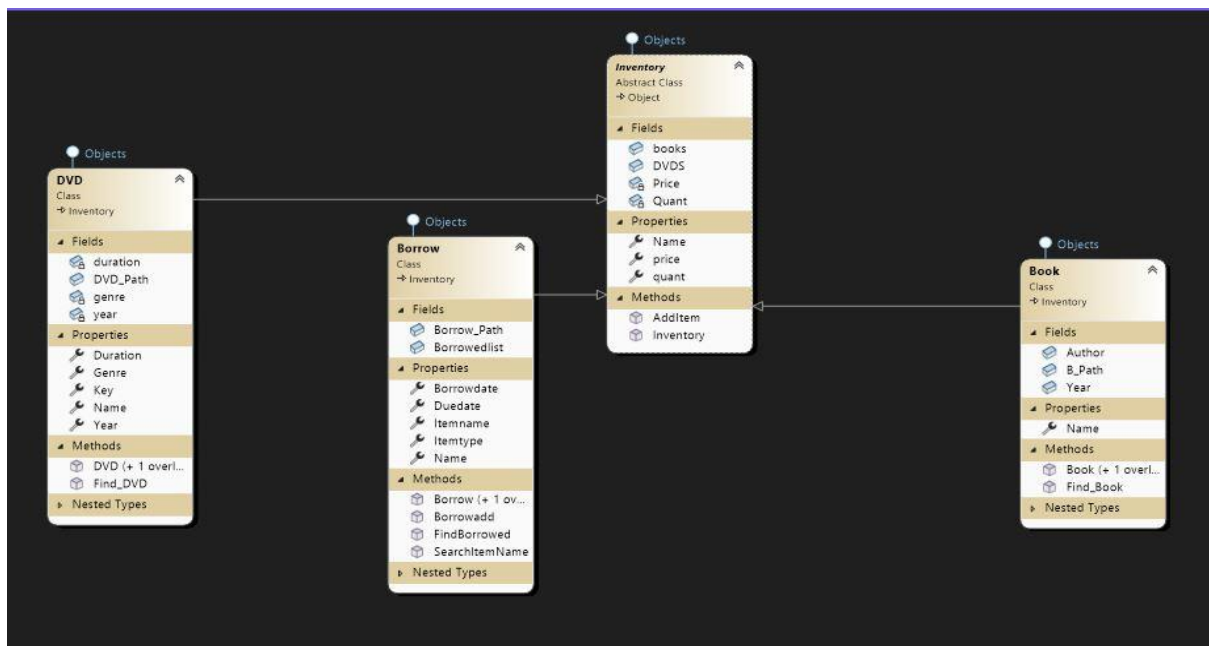 Objects
Inventory
Abstract Class
Object
Fields
books
DVDS
Price
Quant
Properties
Name
price
quant
Methods
AddItem
Inventory
Objects
DVD
Class
Inventory
Fields
duration
DVD_Path
genre
year
Properties
Duration
Genre
Key
Name
Year
Methods
DVD (+ 1 overl...
Find_DVD
Nested Types
Objects
Borrow
Class
Inventory
Fields
Borrow_Path
Borrowedlist
Properties
Borrowdate
Duedate
Itemname
Itemtype
Name
Methods
Borrow (+ 1 ov...
Borrowadd
FindBorrowed
SearchItemName
Nested Types
Objects
Book
Class
Inventory
Fields
Author
B_Path
Year
Properties
Name
Methods
Book (+ 1 overl...
Find_Book
Nested Types